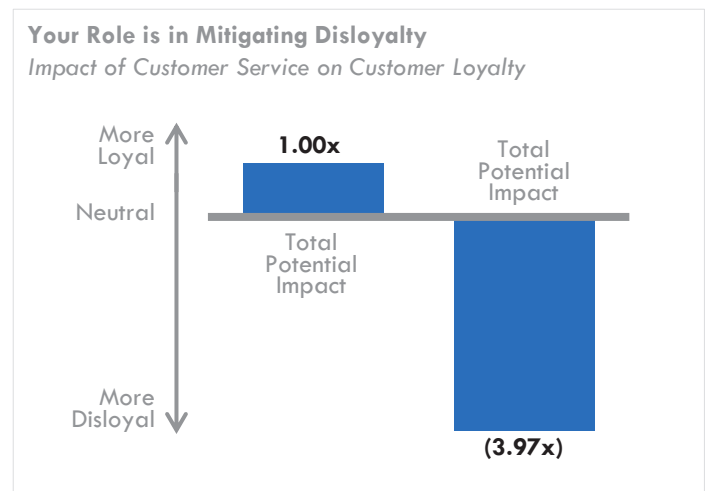 Your Role is in Mitigating Disloyalty
Impact of Customer Service on Customer Loyalty
More
Loyal
1.00x
Total
Potential
Impact
Neutral
Total
Potential
Impact
More
Disloyal
(3.97x)